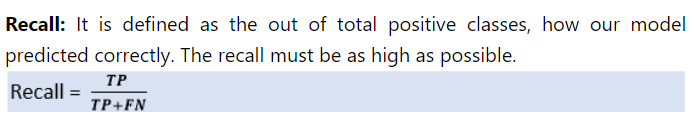 Recall: It is defined as the out of total positive classes, how our model
predicted correctly. The recall must be as high as possible.
Recall = TP
TP+FN